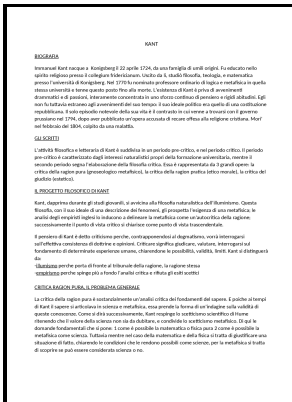 KANT
BIOGRAFIA
Immanuel Kant nacque a Konigsberg il 22 aprile 1724, da una famiglia di umili origini. Fu educato nello
spirito religioso presso il collegium fridericianum. Uscito da lì, studiò filosofia, teologia, e matematica
presso l'università di Konigsberg. Nel 1770 fu nominato professore ordinario di logica e metafisica in quella
stessa università e tenne questo posto fino alla morte. L'esistenza di Kant è priva di avvenimenti
drammatici e di passioni, interamente concentrata in uno sforzo continuo di pensiero e rigidi abitudini. Egli
non fu tuttavia estraneo agli avvenimenti del suo tempo: il suo ideale politico era quello di una costituzione
repubblicana. Il solo episodio notevole della sua vita è il contrasto in cui venne a trovarsi con il governo
prussiano nel 1794, dopo aver pubblicato un'opera accusata di recare offesa alla religione cristiana. Mori'
nel febbraio del 1804, colpito da una malattia.
GLI SCRITTI
L'attività filosofica e letteraria di Kant è suddivisa in un periodo pre-critico, e nel periodo critico. Il periodo
pre-critico è caratterizzato dagli interessi naturalistici propri della formazione universitaria, mentre il
secondo periodo segna l'elaborazione della filosofia critica. Essa è rappresentata da 3 grandi opere: la
critica della ragion pura (gnoseologico metafisico), la critica della ragion pratica (etico morale), la critica del
giudizio (estetico).
IL PROGETTO FILOSOFICO DI KANT
Kant, dapprima durante gli studi giovanili, si avvicina alla filosofia naturalistica dell'illuminismo. Questa
filosofia, con il suo ideale di una descrizione dei fenomeni, gli prospetta l'esigenza di una metafisica: le
analisi degli empiristi inglesi lo inducono a delineare la metafisica come un'autocritica della ragione:
successivamente il punto di vista critico si chiarisce come punto di vista trascendentale.
Il pensiero di Kant è detto criticismo perche, contrapponendosi al dogmatismo, vorrà interrogarsi
sull'effettiva consistenza di dottrine e opinioni. Criticare significa giudicare, valutare, interrogarsi sul
fondamento di determinate esperienze umane, chiarendone le possibilità, validità, limiti. Kant si distinguerà
da:
-illuminismo perche porta di fronte al tribunale della ragione, la ragione stessa
-empirismo perche spinge più a fondo l'analisi critica e rifiuta gli esiti scettici
CRITICA RAGION PURA, IL PROBLEMA GENERALE
La critica della ragion pura è sostanzialmente un'analisi critica dei fondamenti del sapere. E poiche ai tempi
di Kant il sapere si articolava in scienza e metafisica, essa prende la forma di un'indagine sulla validità di
queste conoscenze. Come si dirà successivamente, Kant respinge lo scetticismo scientifico di Hume
ritenendo che il valore della scienza non sia da dubitare, e condivide lo scetticismo metafisico. Di qui le
domande fondamentali che si pone: 1 come è possibile la matematica o fisica pura 2 come è possibile la
metafisica come scienza. Tuttavia mentre nel caso della matematica e della fisica si tratta di giustificare una
situazione di fatto, chiarendo le condizioni che le rendono possibili come scienze, per la metafisica si tratta
di scoprire se può essere considerata scienza o no.